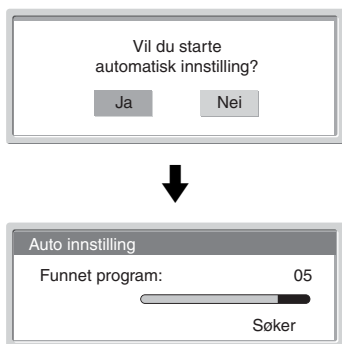 Vil du starte
automatisk innstilling?
Ja Nei
Auto innstilling
Funnet program: 05
Søker